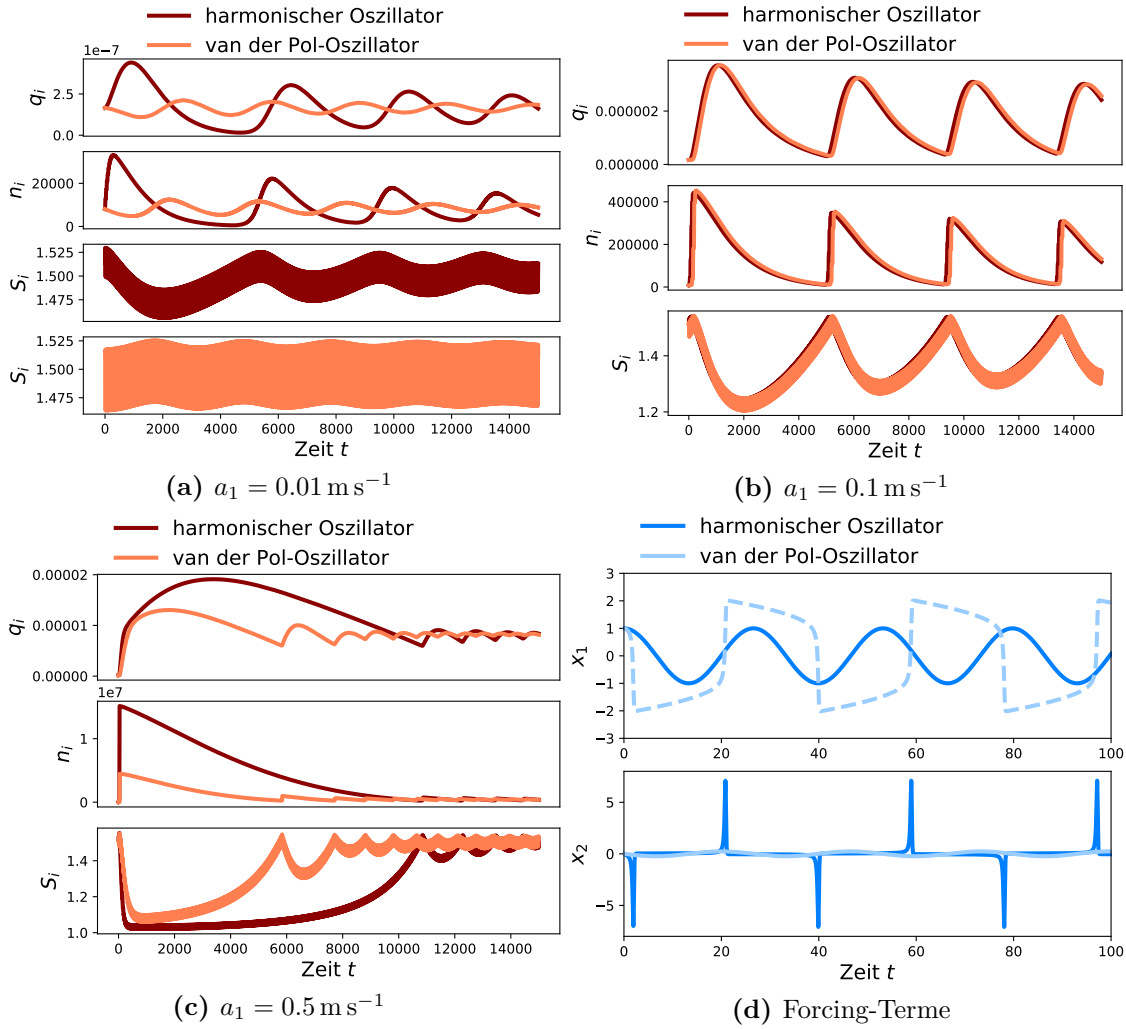 harmonischer Oszillator
van der Pol-Oszillator
1e−7
q_i
2.5
0.0
n_i
20000
0
S_i
1.525
1.500
1.475
S_i
1.525
1.500
1.475
0 2000 4000 6000 8000 10000 12000 14000
Zeit t
(a) a₁ = 0.01 m s⁻¹
harmonischer Oszillator
van der Pol-Oszillator
q_i
0.000002
0.000000
n_i
400000
200000
0
S_i
1.4
1.2
0 2000 4000 6000 8000 10000 12000 14000
Zeit t
(b) a₁ = 0.1 m s⁻¹
harmonischer Oszillator
van der Pol-Oszillator
q_i
0.00002
0.00001
0.00000
1e7
n_i
1
0
S_i
1.4
1.2
1.0
0 2000 4000 6000 8000 10000 12000 14000
Zeit t
(c) a₁ = 0.5 m s⁻¹
harmonischer Oszillator
van der Pol-Oszillator
x₁
3
2
1
0
−1
−2
−3
0 20 40 60 80 100
x₂
5
0
−5
0 20 40 60 80 100
Zeit t
(d) Forcing-Terme